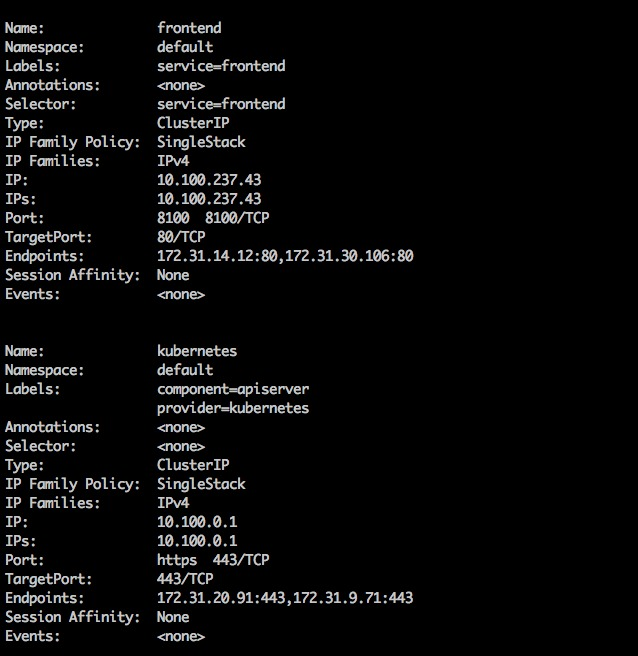 Name: frontend
Namespace: default
Labels: service=frontend
Annotations: <none>
Selector: service=frontend
Type: ClusterIP
IP Family Policy: SingleStack
IP Families: IPv4
IP: 10.100.237.43
IPs: 10.100.237.43
Port: 8100 8100/TCP
TargetPort: 80/TCP
Endpoints: 172.31.14.12:80,172.31.30.106:80
Session Affinity: None
Events: <none>
Name: kubernetes
Namespace: default
Labels: component=apiserver
provider=kubernetes
Annotations: <none>
Selector: <none>
Type: ClusterIP
IP Family Policy: SingleStack
IP Families: IPv4
IP: 10.100.0.1
IPs: 10.100.0.1
Port: https 443/TCP
TargetPort: 443/TCP
Endpoints: 172.31.20.91:443,172.31.9.71:443
Session Affinity: None
Events: <none>